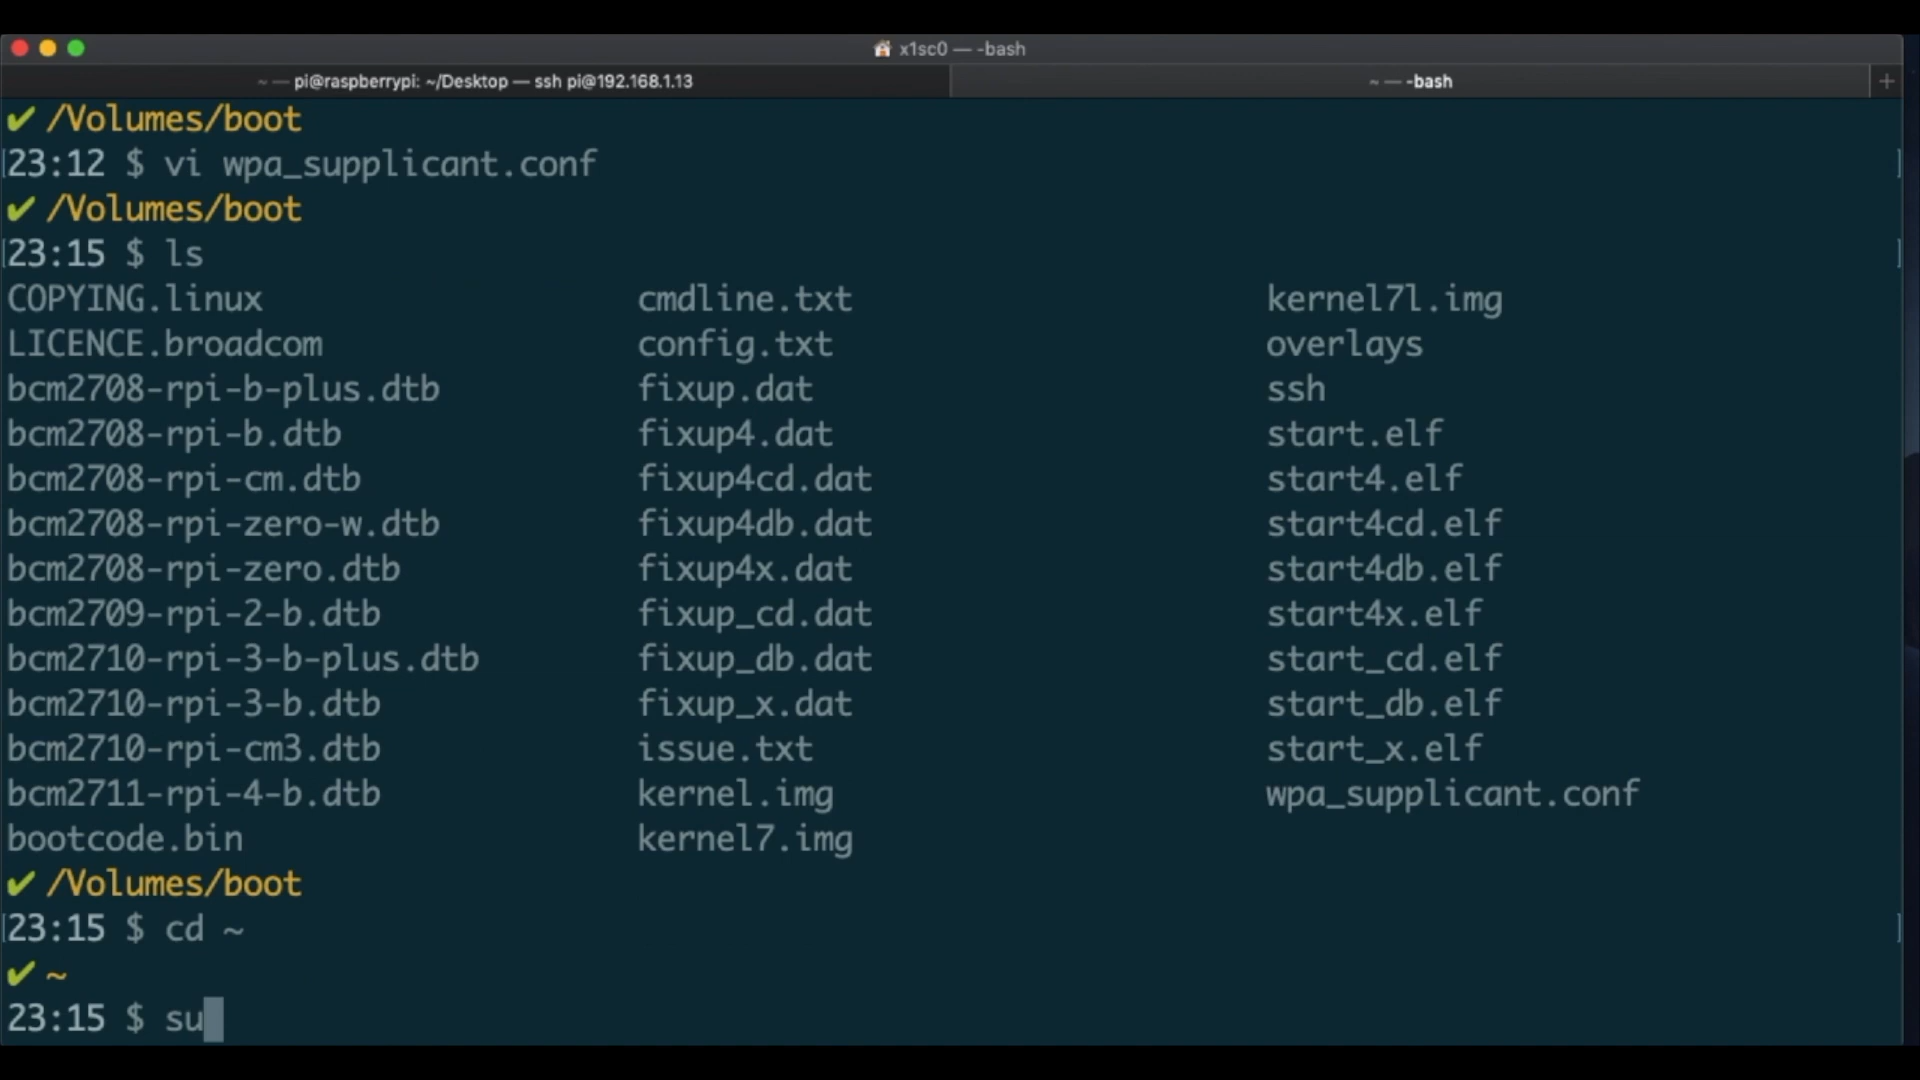 x1sc0 — -bash
~ — pi@raspberrypi: ~/Desktop — ssh pi@192.168.1.13
~ — -bash
+
✔ /Volumes/boot
[23:12 $ vi wpa_supplicant.conf ]
✔ /Volumes/boot
[23:15 $ ls ]
COPYING.linux cmdline.txt kernel7l.img
LICENCE.broadcom config.txt overlays
bcm2708-rpi-b-plus.dtb fixup.dat ssh
bcm2708-rpi-b.dtb fixup4.dat start.elf
bcm2708-rpi-cm.dtb fixup4cd.dat start4.elf
bcm2708-rpi-zero-w.dtb fixup4db.dat start4cd.elf
bcm2708-rpi-zero.dtb fixup4x.dat start4db.elf
bcm2709-rpi-2-b.dtb fixup_cd.dat start4x.elf
bcm2710-rpi-3-b-plus.dtb fixup_db.dat start_cd.elf
bcm2710-rpi-3-b.dtb fixup_x.dat start_db.elf
bcm2710-rpi-cm3.dtb issue.txt start_x.elf
bcm2711-rpi-4-b.dtb kernel.img wpa_supplicant.conf
bootcode.bin kernel7.img
✔ /Volumes/boot
[23:15 $ cd ~ ]
✔ ~
23:15 $ su